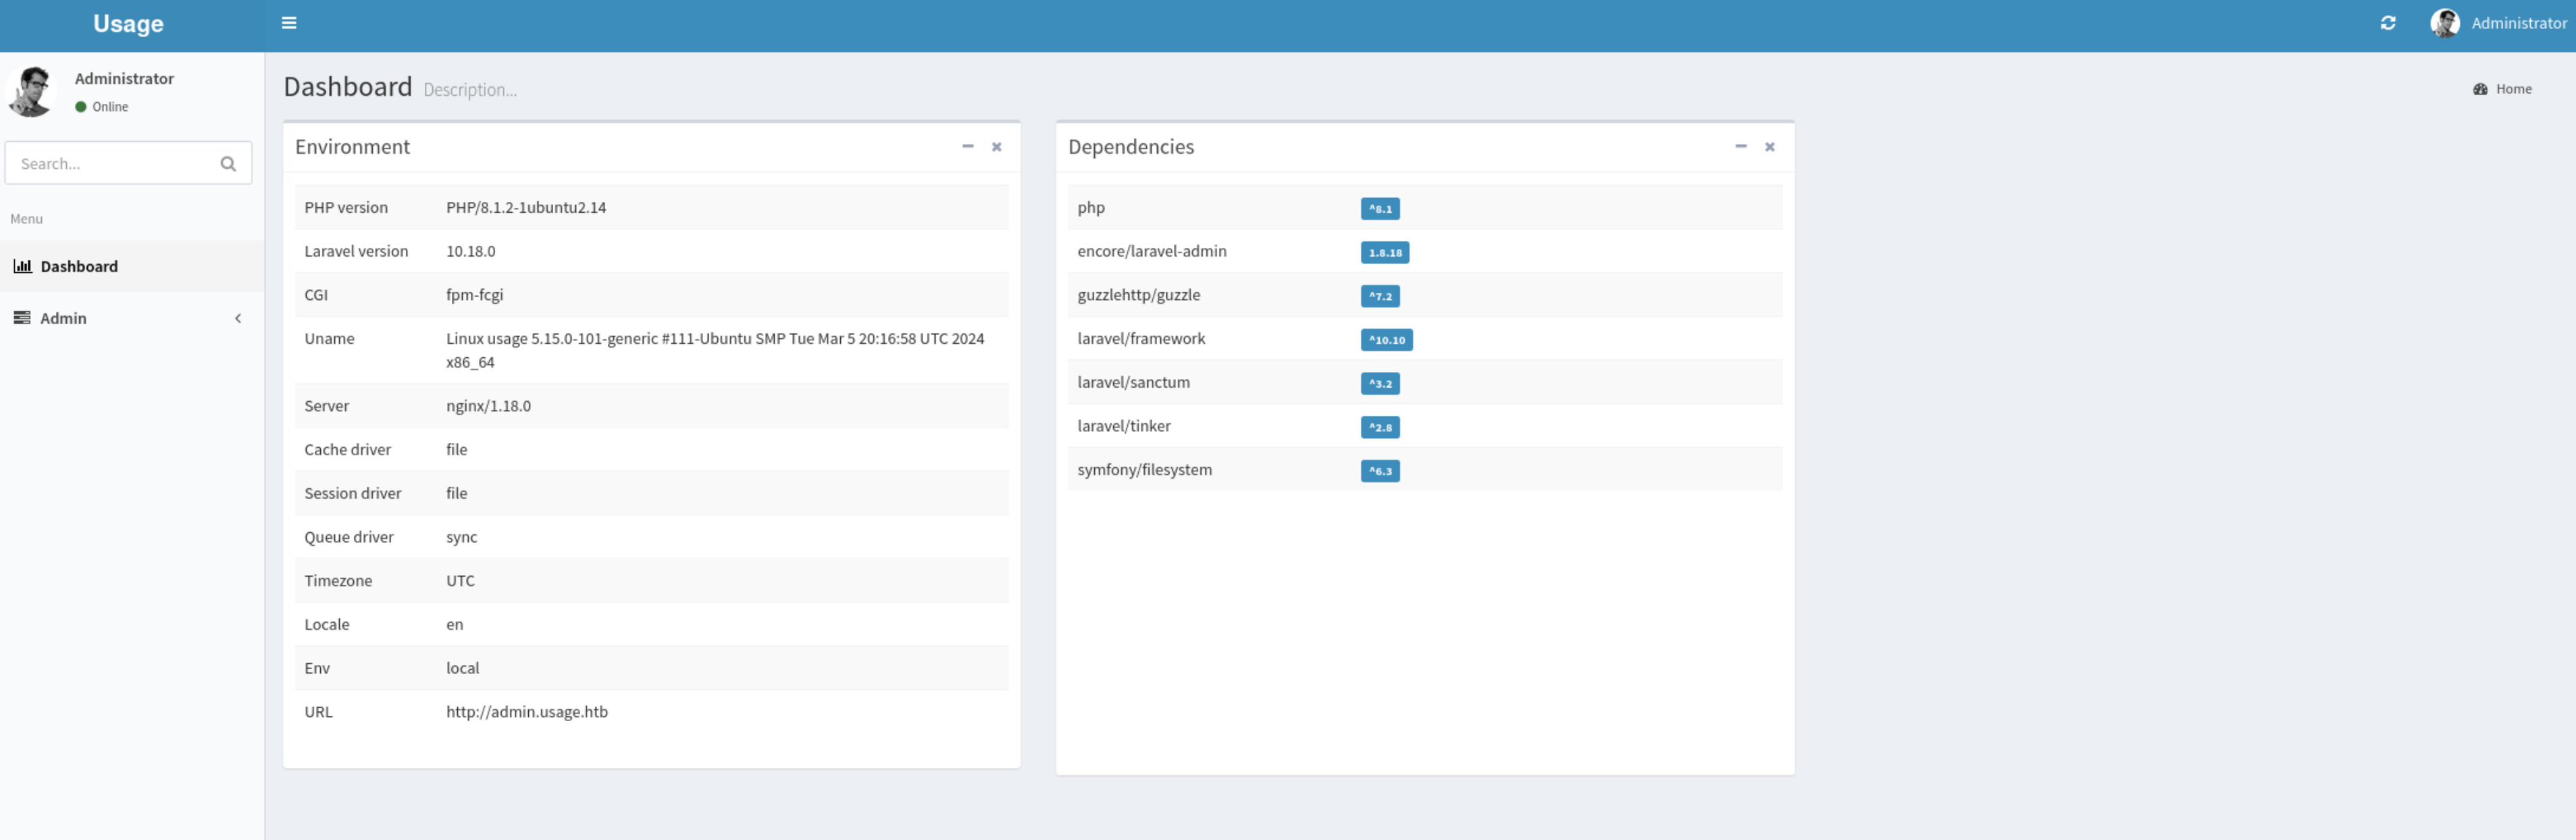 Usage
Administrator
Administrator
Online
Search...
Menu
Dashboard
Admin
Dashboard Description...
Home
Environment
PHP version PHP/8.1.2-1ubuntu2.14
Laravel version 10.18.0
CGI fpm-fcgi
Uname Linux usage 5.15.0-101-generic #111-Ubuntu SMP Tue Mar 5 20:16:58 UTC 2024
x86_64
Server nginx/1.18.0
Cache driver file
Session driver file
Queue driver sync
Timezone UTC
Locale en
Env local
URL http://admin.usage.htb
Dependencies
php ^8.1
encore/laravel-admin 1.8.18
guzzlehttp/guzzle ^7.2
laravel/framework ^10.10
laravel/sanctum ^3.2
laravel/tinker ^2.8
symfony/filesystem ^6.3